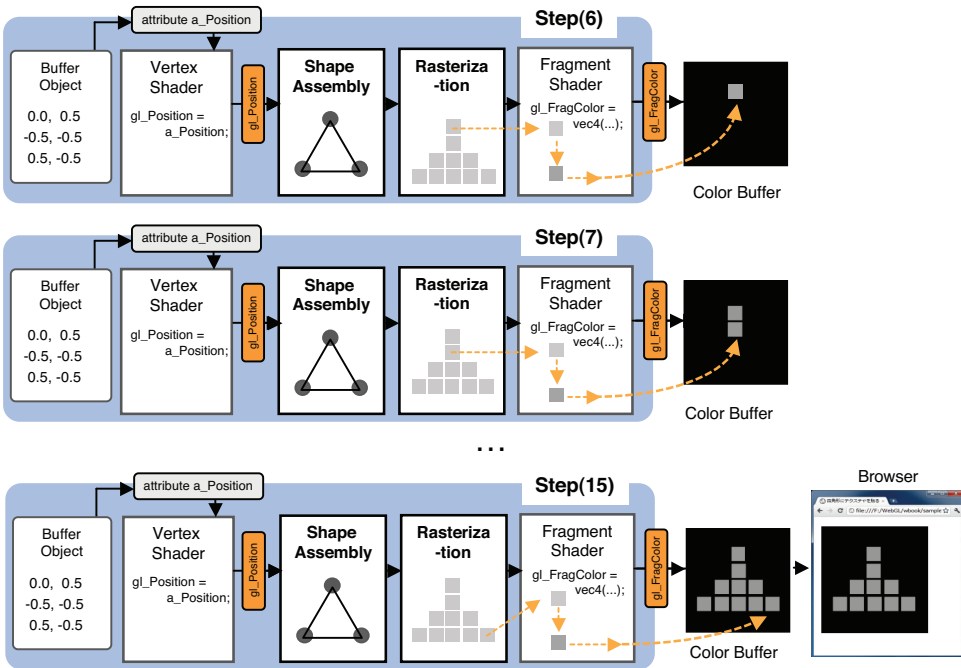 Step(6)
attribute a_Position
Buffer
Object
0.0, 0.5
-0.5, -0.5
0.5, -0.5
Vertex
Shader
gl_Position =
a_Position;
gl_Position
Shape
Assembly
Rasteriza
-tion
Fragment
Shader
gl_FragColor =
vec4(...);
gl_FragColor
Color Buffer
Step(7)
attribute a_Position
Buffer
Object
0.0, 0.5
-0.5, -0.5
0.5, -0.5
Vertex
Shader
gl_Position =
a_Position;
gl_Position
Shape
Assembly
Rasteriza
-tion
Fragment
Shader
gl_FragColor =
vec4(...);
gl_FragColor
Color Buffer
...
Step(15)
attribute a_Position
Buffer
Object
0.0, 0.5
-0.5, -0.5
0.5, -0.5
Vertex
Shader
gl_Position =
a_Position;
gl_Position
Shape
Assembly
Rasteriza
-tion
Fragment
Shader
gl_FragColor =
vec4(...);
gl_FragColor
Color Buffer
Browser
file:///F:/WebGL/wbook/sample